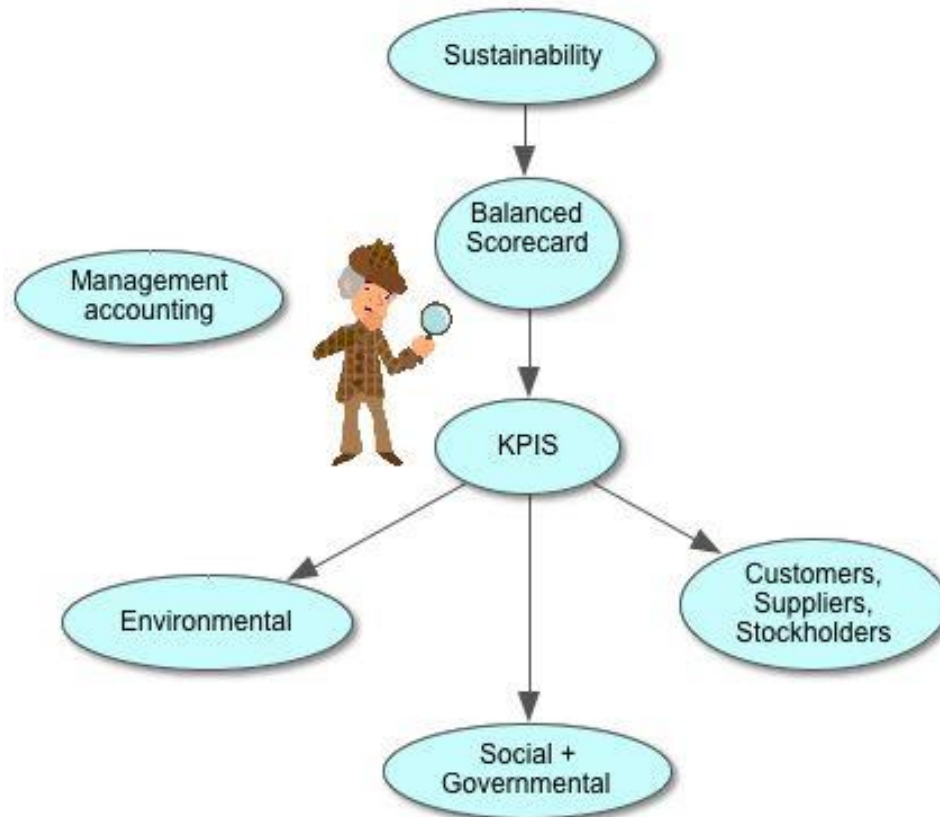 Sustainability
Balanced
Scorecard
Management
accounting
KPIS
Environmental
Customers,
Suppliers,
Stockholders
Social +
Governmental